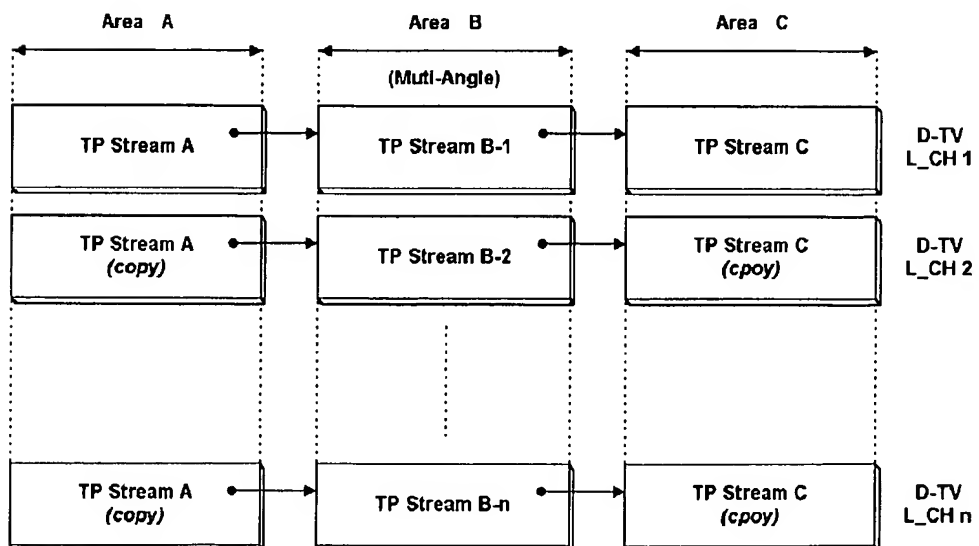 Area A
Area B
Area C
(Muti-Angle)
TP Stream A
TP Stream B-1
TP Stream C
D-TV
L_CH 1
TP Stream A
(copy)
TP Stream B-2
TP Stream C
(cpoy)
D-TV
L_CH 2
TP Stream A
(copy)
TP Stream B-n
TP Stream C
(cpoy)
D-TV
L_CH n